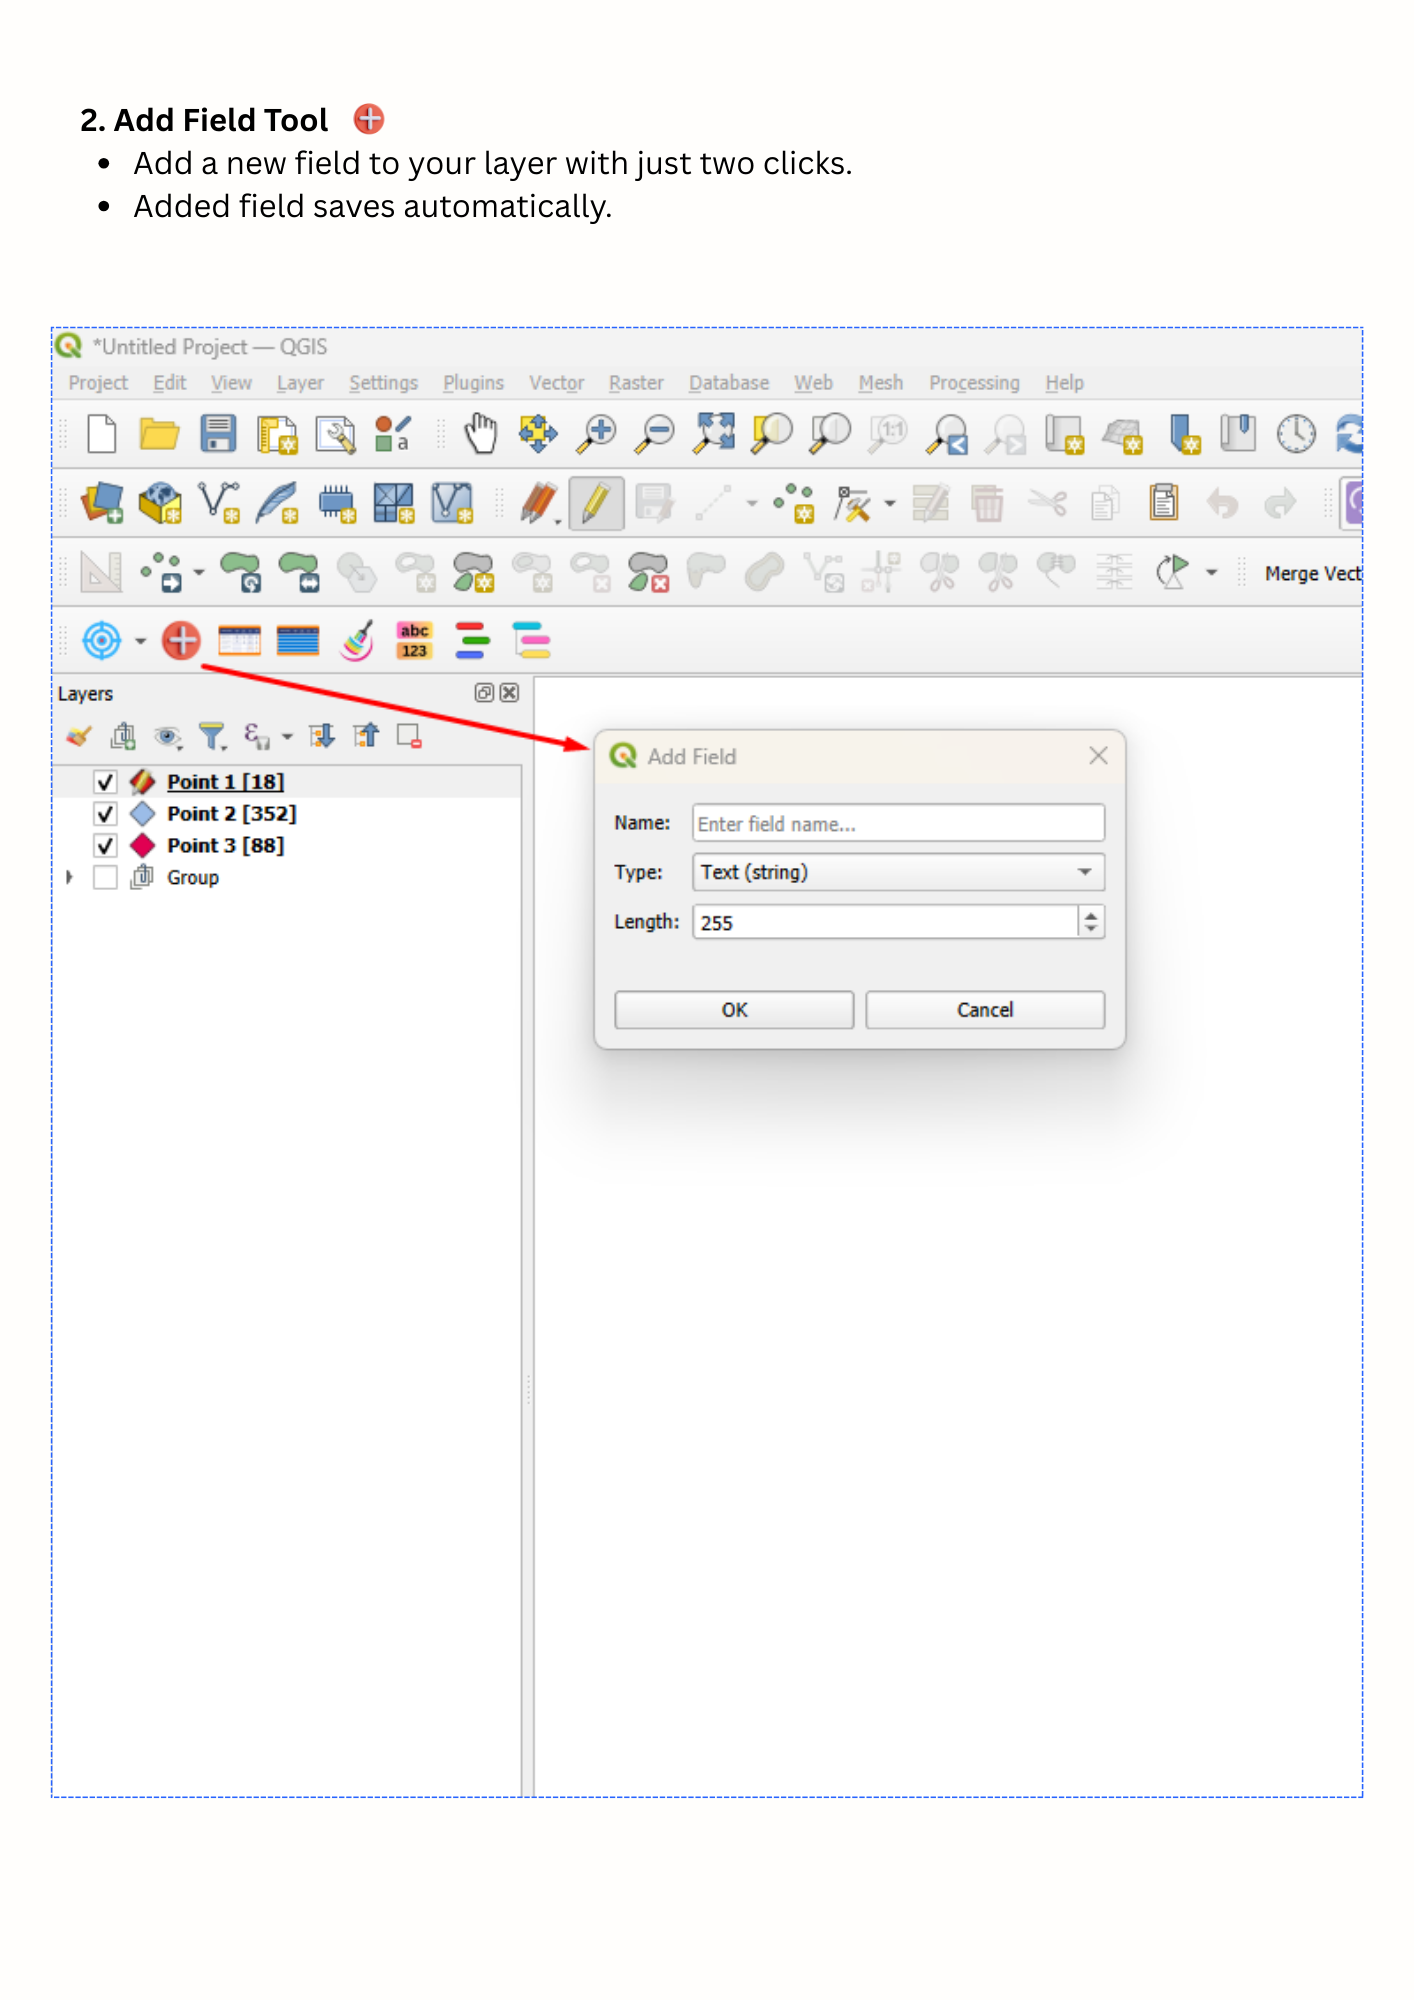 2. Add Field Tool
• Add a new field to your layer with just two clicks.
• Added field saves automatically.
*Untitled Project — QGIS
Project Edit View Layer Settings Plugins Vector Raster Database Web Mesh Processing Help
a
1:1
Merge Vect
abc
123
Layers
ε
Point 1 [18]
Point 2 [352]
Point 3 [88]
Group
Add Field
Name: Enter field name...
Type: Text (string)
Length: 255
OK Cancel